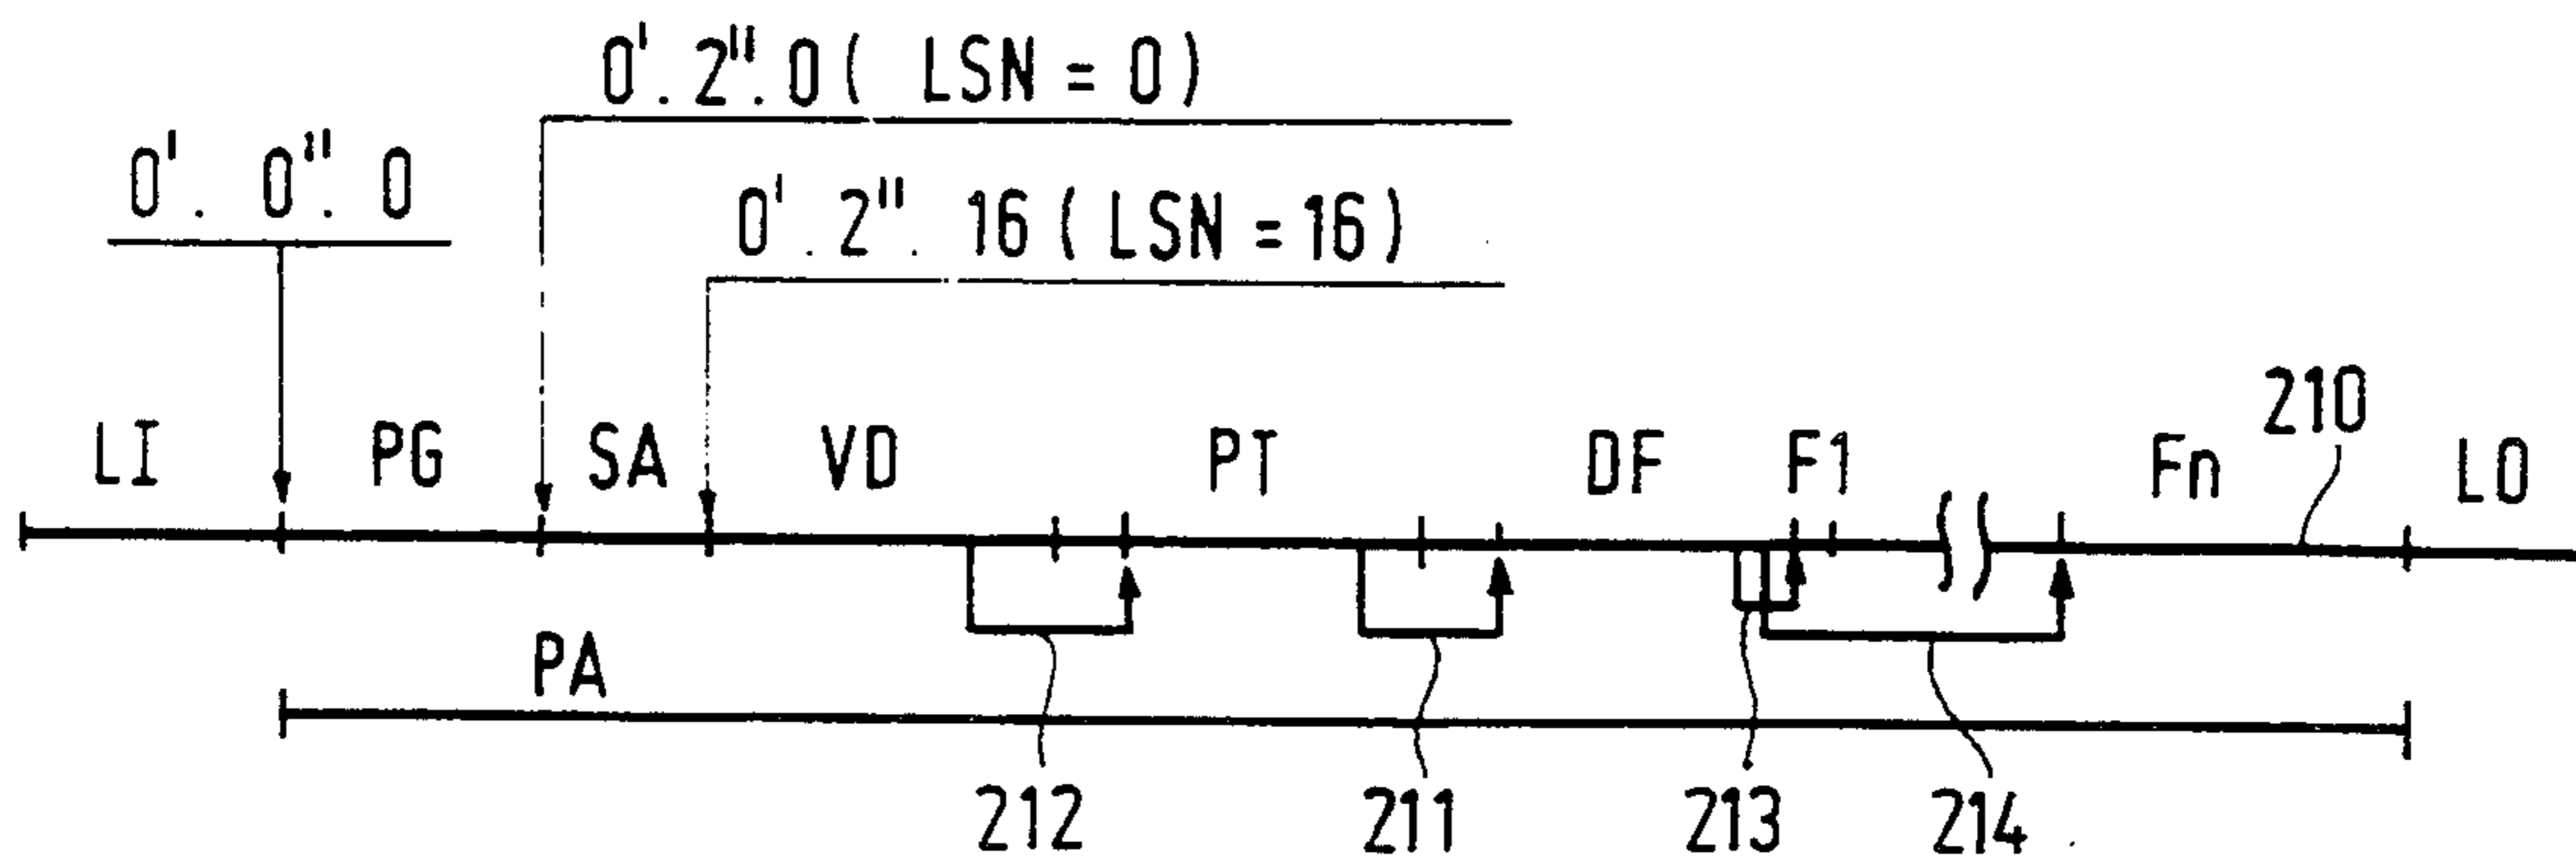 0'. 2". 0 ( LSN = 0)
0'. 0". 0
0'. 2". 16 ( LSN = 16)
210
LI PG SA VD PT DF F1 Fn LO
PA
212 211 213 214